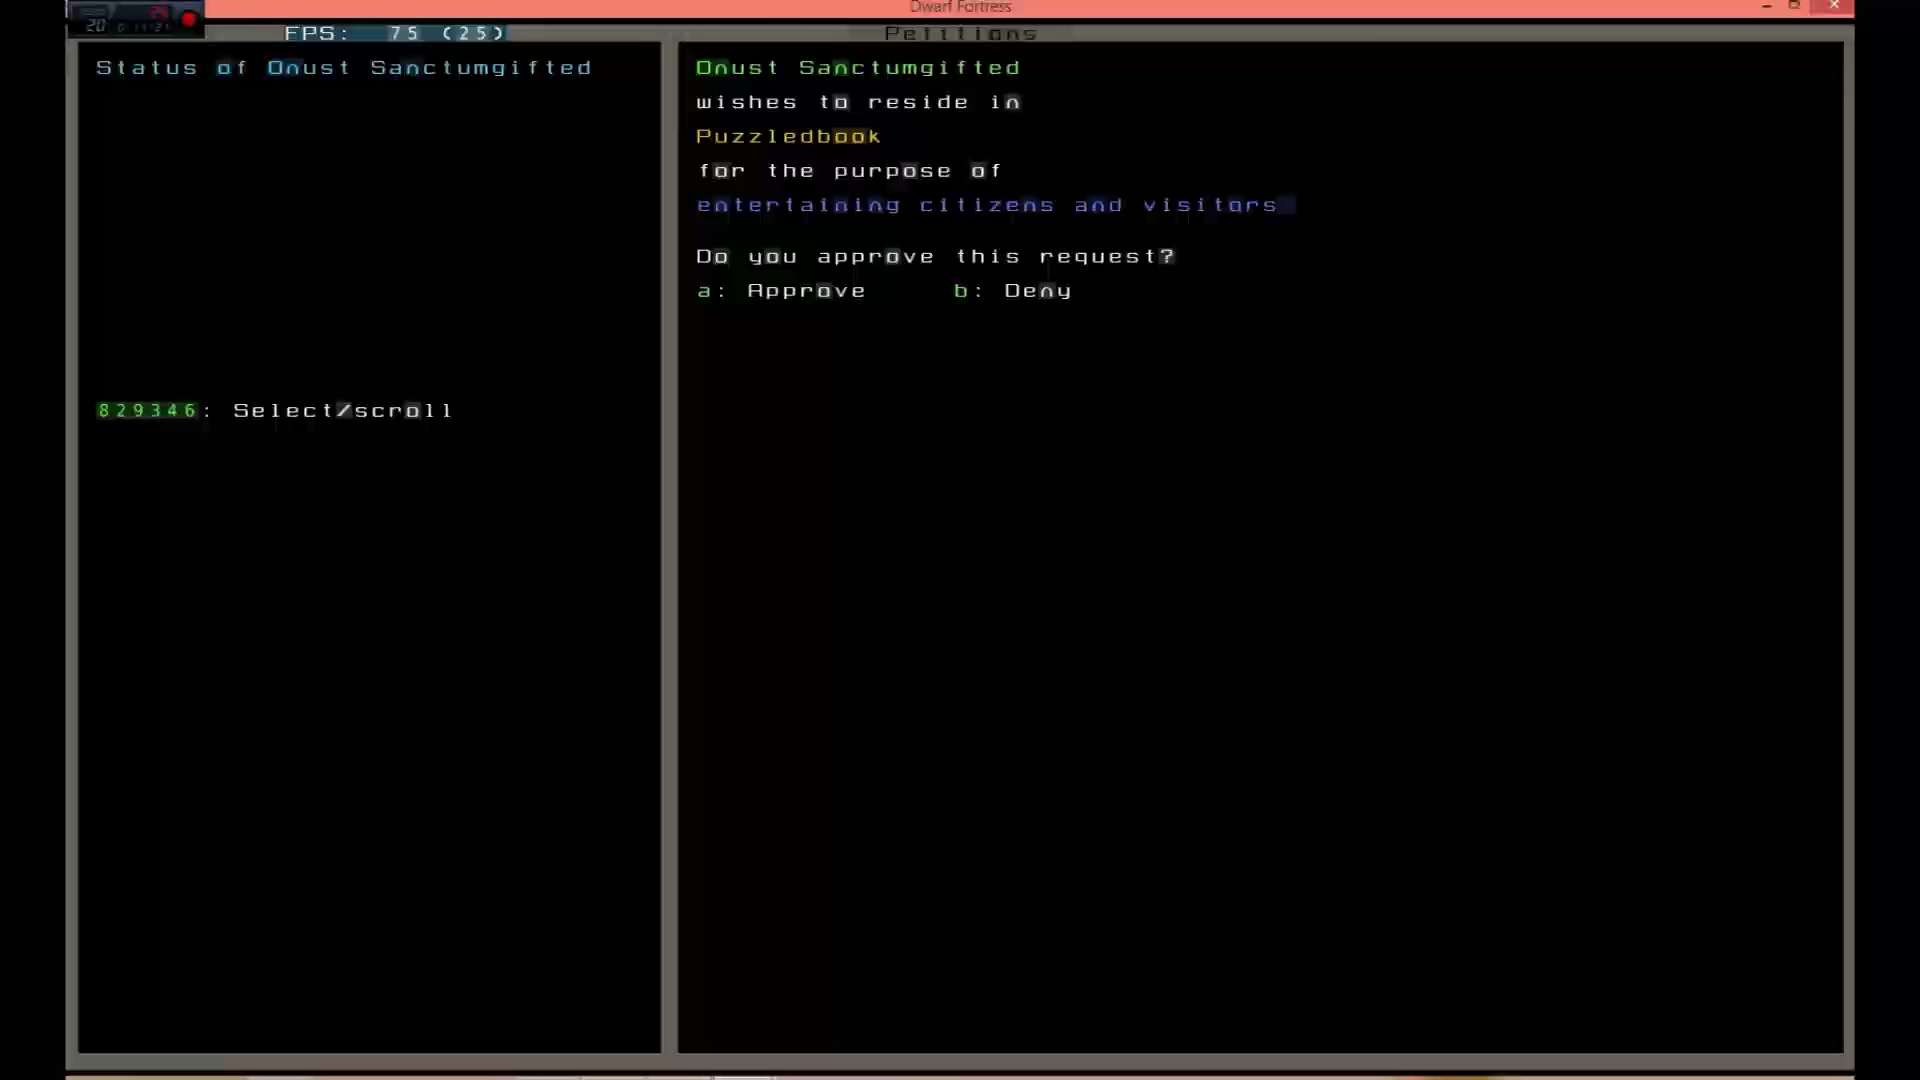 Dwarf Fortress
20
FPS: 75 (25)
Petitions
Status of Onust Sanctumgifted
829346: Select/scroll
Onust Sanctumgifted
wishes to reside in
Puzzledbook
for the purpose of
entertaining citizens and visitors
Do you approve this request?
a: Approve b: Deny